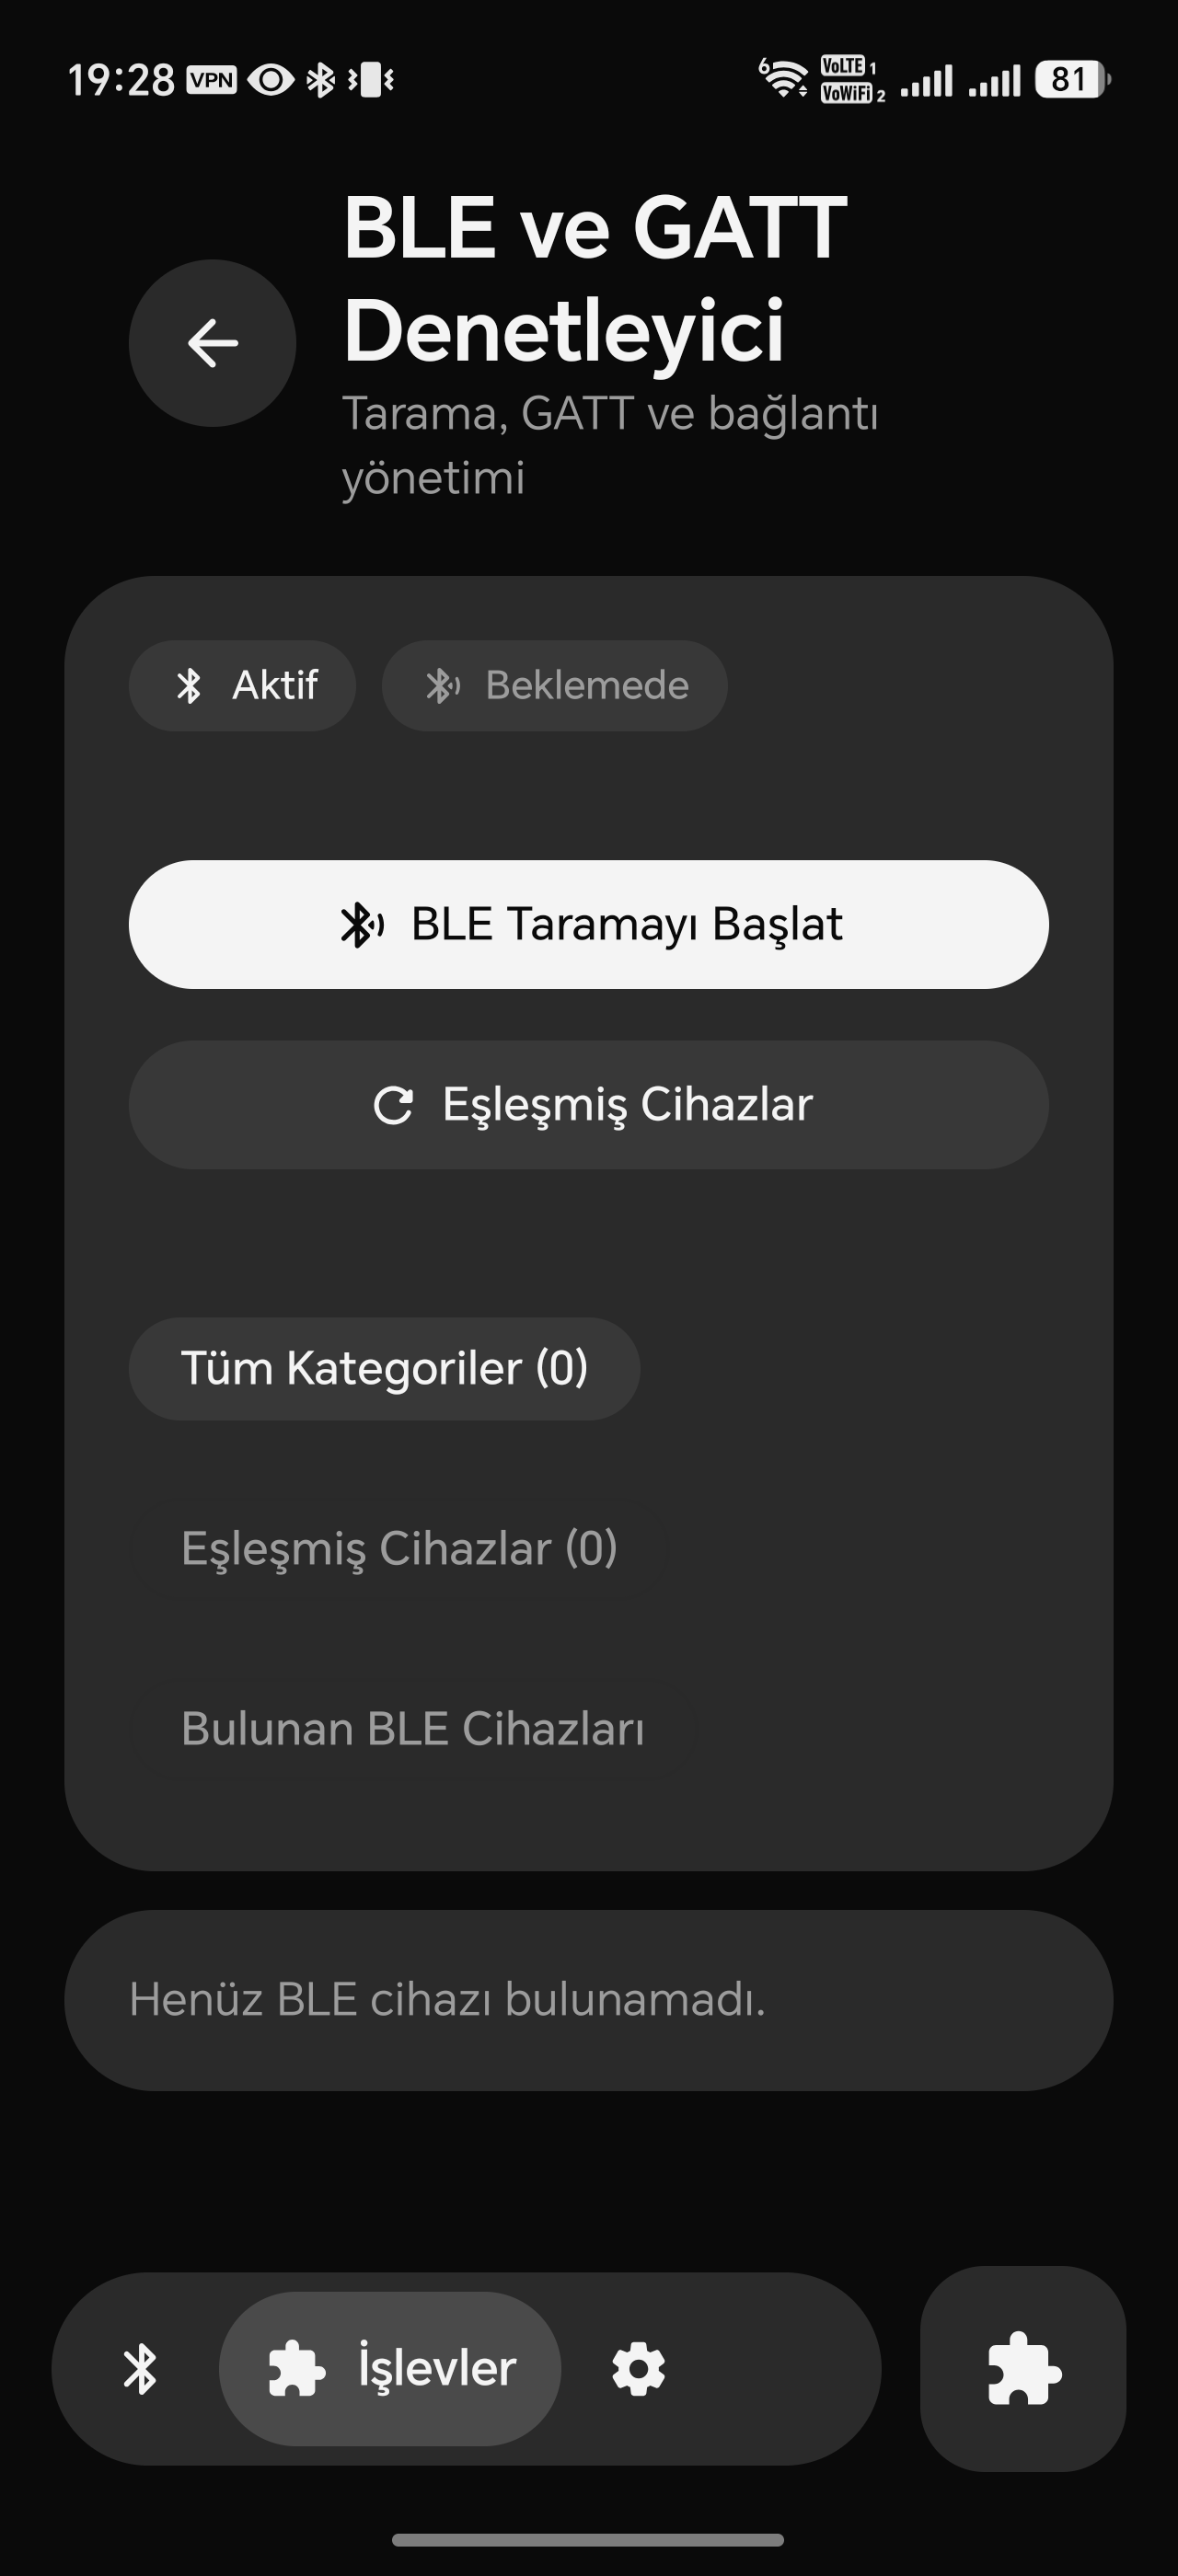 19:28 VPN 6 VoLTE 1 VoWiFi 2 81
BLE ve GATT
Denetleyici
Tarama, GATT ve bağlantı
yönetimi
Aktif
Beklemede
BLE Taramayı Başlat
Eşleşmiş Cihazlar
Tüm Kategoriler (0)
Eşleşmiş Cihazlar (0)
Bulunan BLE Cihazları
Henüz BLE cihazı bulunamadı.
İşlevler